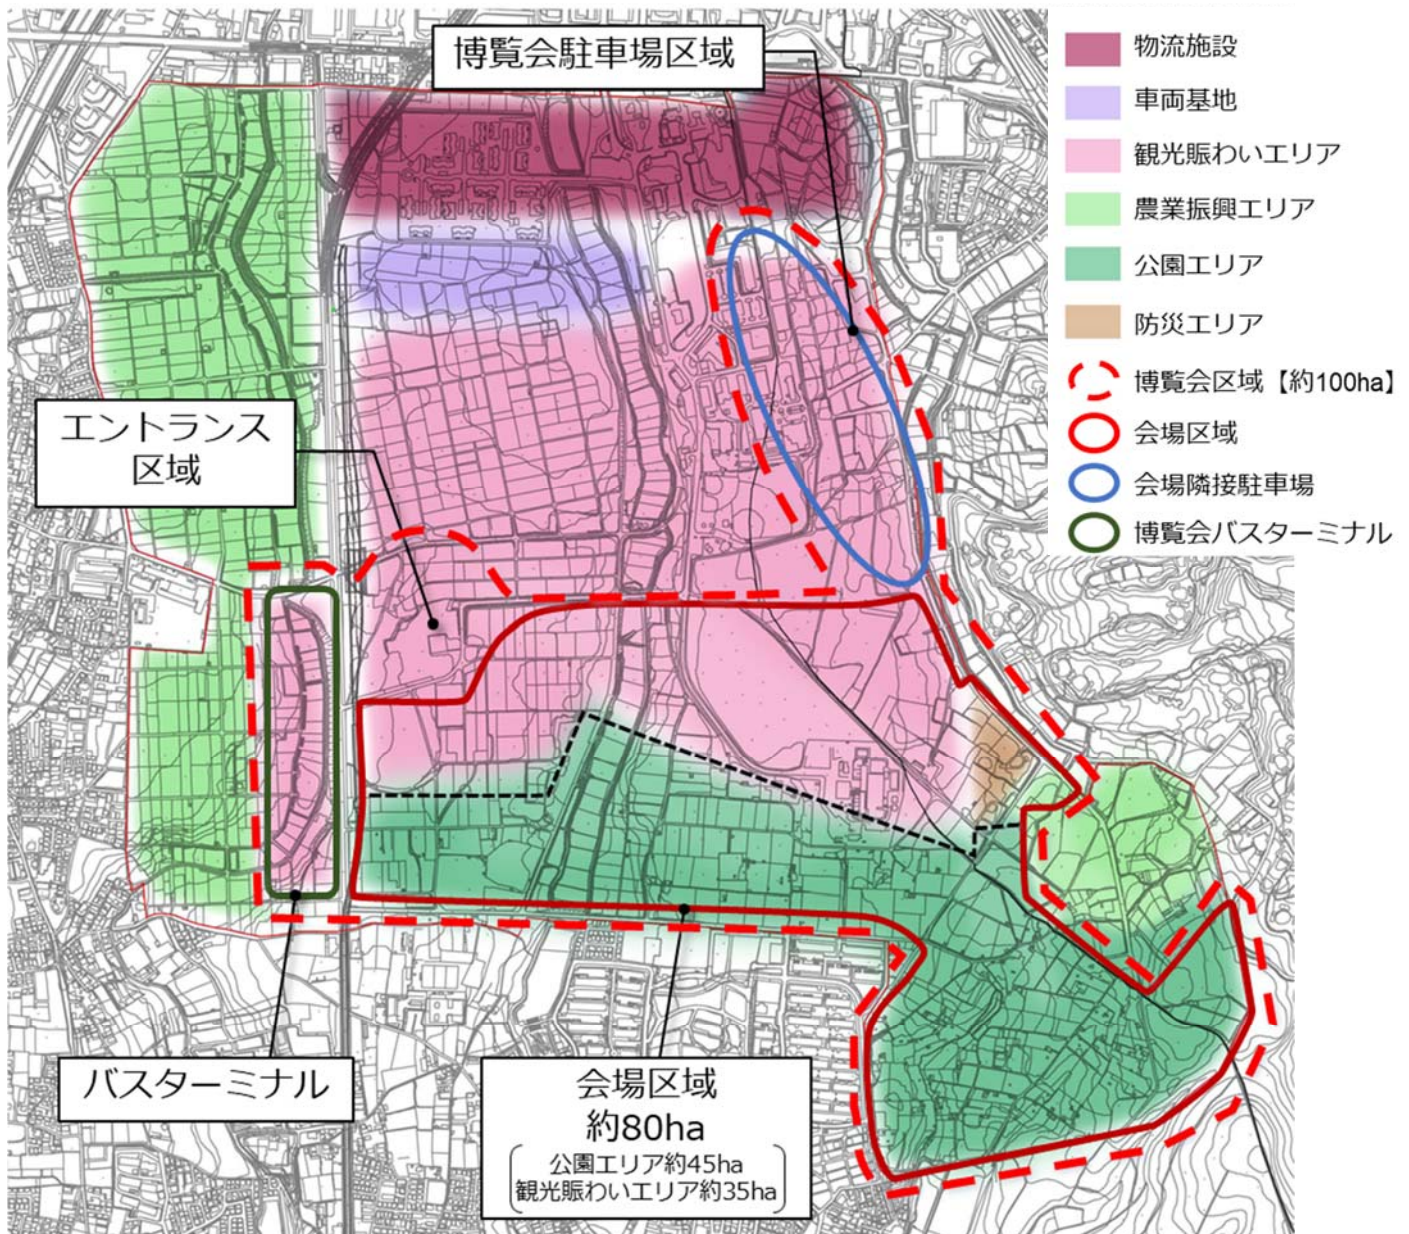 博覧会駐車場区域
物流施設
車両基地
観光賑わいエリア
農業振興エリア
公園エリア
防災エリア
博覧会区域【約100ha】
会場区域
会場隣接駐車場
博覧会バスターミナル
エントランス
区域
バスターミナル
会場区域
約80ha
公園エリア約45ha
観光賑わいエリア約35ha